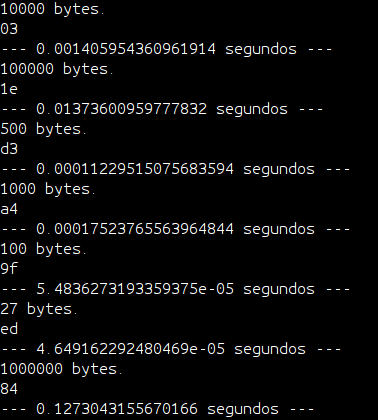 10000 bytes.
03
--- 0.001405954360961914 segundos ---
100000 bytes.
1e
--- 0.01373600959777832 segundos ---
500 bytes.
d3
--- 0.00011229515075683594 segundos ---
1000 bytes.
a4
--- 0.00017523765563964844 segundos ---
100 bytes.
9f
--- 5.4836273193359375e-05 segundos ---
27 bytes.
ed
--- 4.649162292480469e-05 segundos ---
1000000 bytes.
84
--- 0.1273043155670166 segundos ---